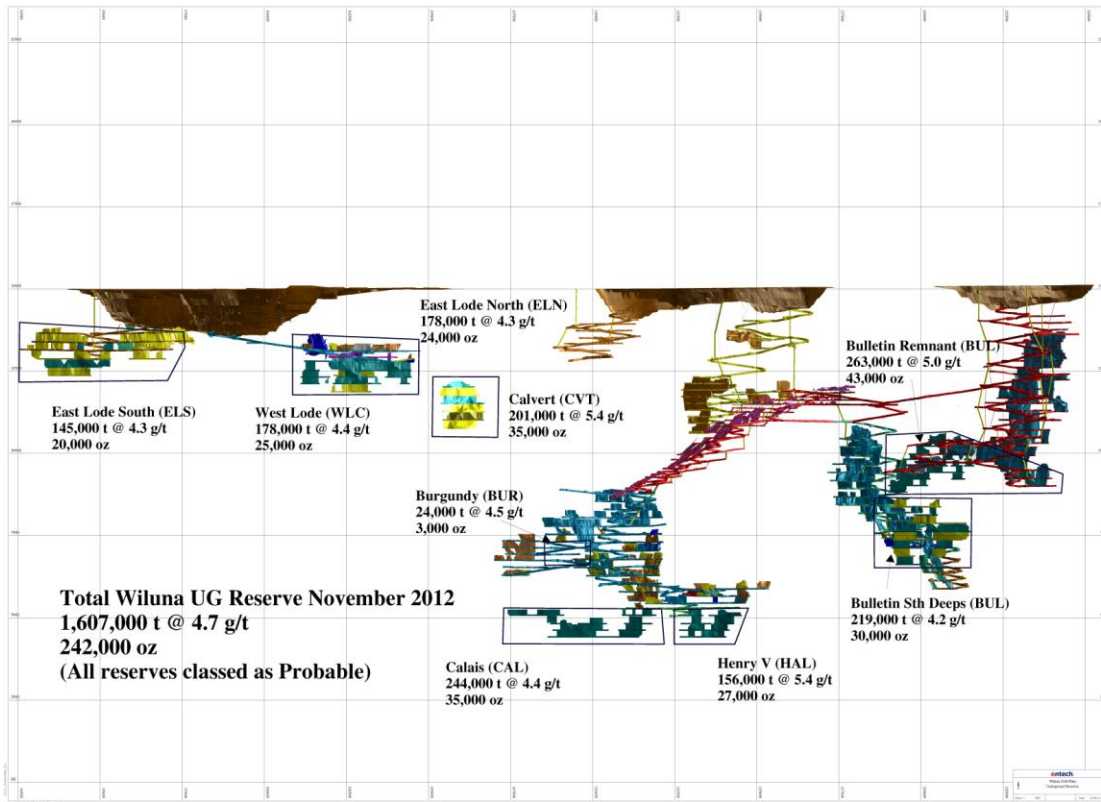 East Lode North (ELN)
178,000 t @ 4.3 g/t
24,000 oz
Bulletin Remnant (BUL)
263,000 t @ 5.0 g/t
43,000 oz
East Lode South (ELS)
145,000 t @ 4.3 g/t
20,000 oz
West Lode (WLC)
178,000 t @ 4.4 g/t
25,000 oz
Calvert (CVT)
201,000 t @ 5.4 g/t
35,000 oz
Burgundy (BUR)
24,000 t @ 4.5 g/t
3,000 oz
Total Wiluna UG Reserve November 2012
1,607,000 t @ 4.7 g/t
242,000 oz
(All reserves classed as Probable)
Bulletin Sth Deeps (BUL)
219,000 t @ 4.2 g/t
30,000 oz
Calais (CAL)
244,000 t @ 4.4 g/t
35,000 oz
Henry V (HAL)
156,000 t @ 5.4 g/t
27,000 oz
entech